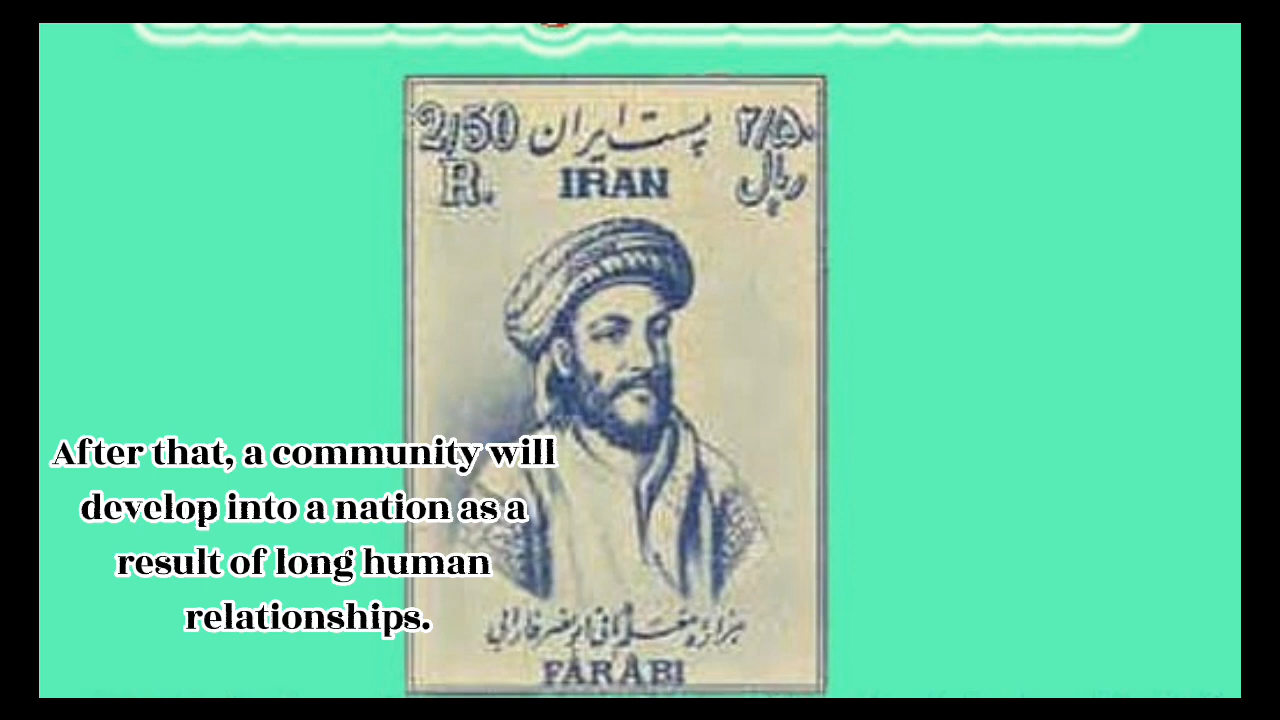 2/50 پست ایران ۲/۵۰
R. IRAN ریال
After that, a community will
develop into a nation as a
result of long human
relationships.
فارابی
FARABI